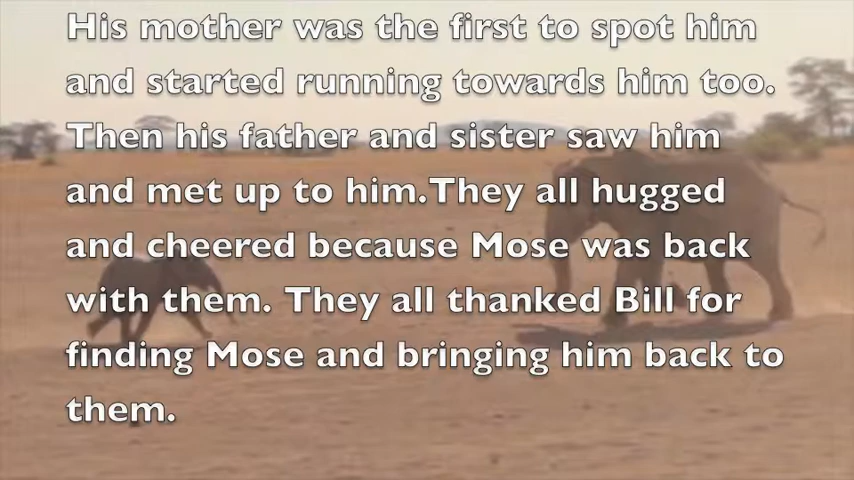 His mother was the first to spot him
and started running towards him too.
Then his father and sister saw him
and met up to him.They all hugged
and cheered because Mose was back
with them. They all thanked Bill for
finding Mose and bringing him back to
them.